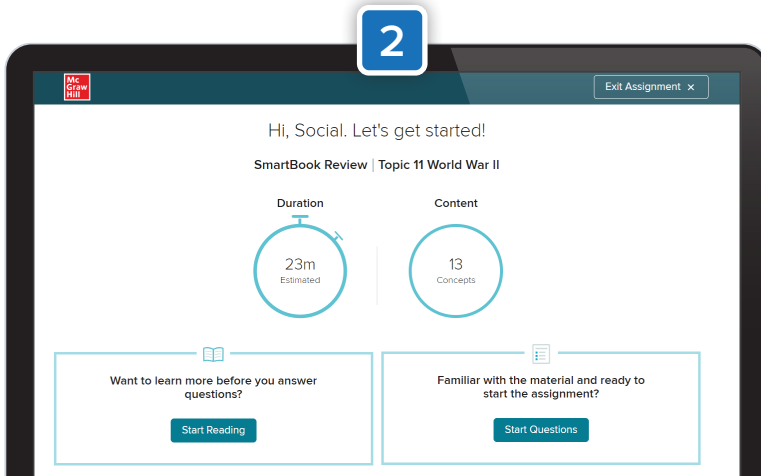 2
Mc
Graw
Hill
Exit Assignment ×
Hi, Social. Let's get started!
SmartBook Review | Topic 11 World War II
Duration
Content
23m
Estimated
13
Concepts
Want to learn more before you answer
questions?
Start Reading
Familiar with the material and ready to
start the assignment?
Start Questions